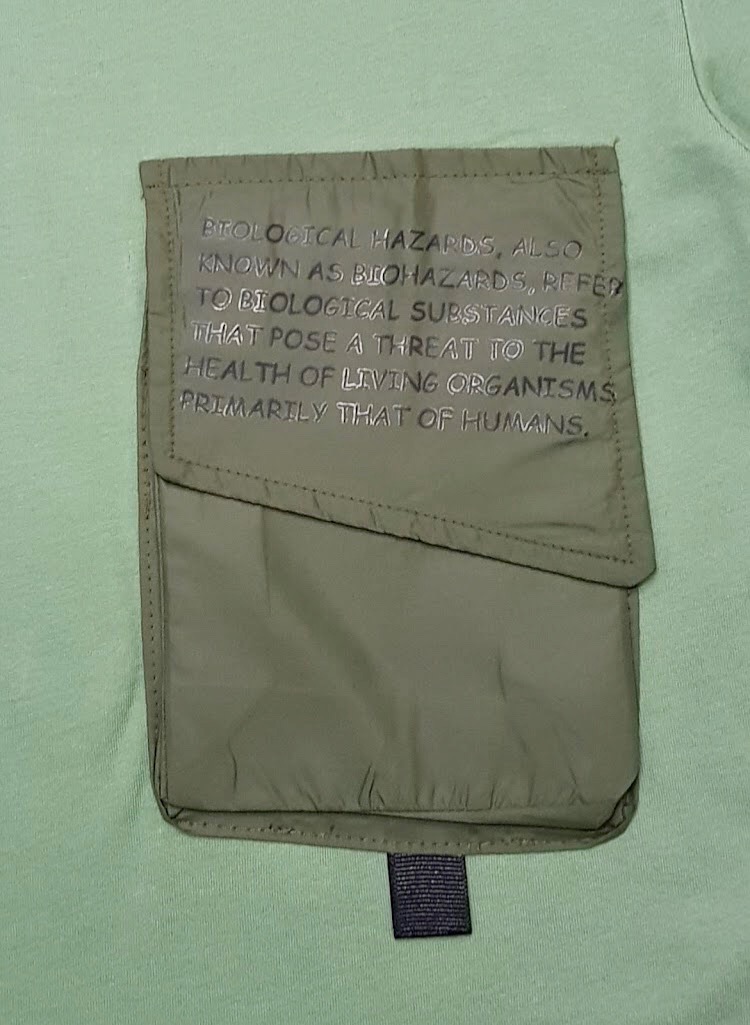 BIOLOGICAL HAZARDS, ALSO
KNOWN AS BIOHAZARDS, REFER
TO BIOLOGICAL SUBSTANCES
THAT POSE A THREAT TO THE
HEALTH OF LIVING ORGANISMS
PRIMARILY THAT OF HUMANS.